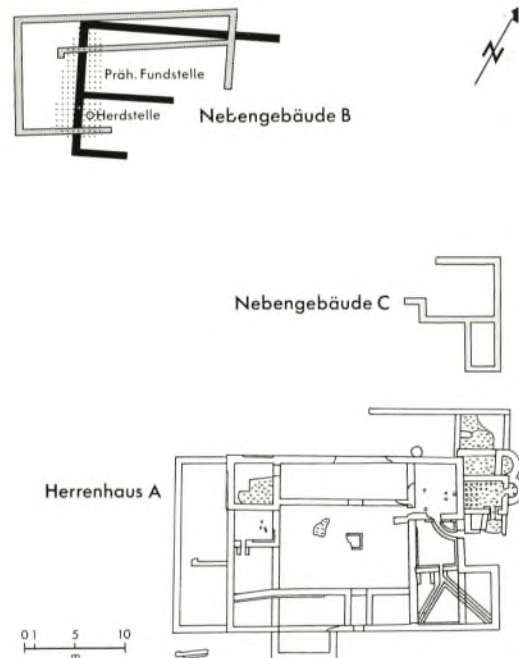 N
Präh. Fundstelle
Herdstelle
Nebengebäude B
Nebengebäude C
Herrenhaus A
0 1 5 10
m